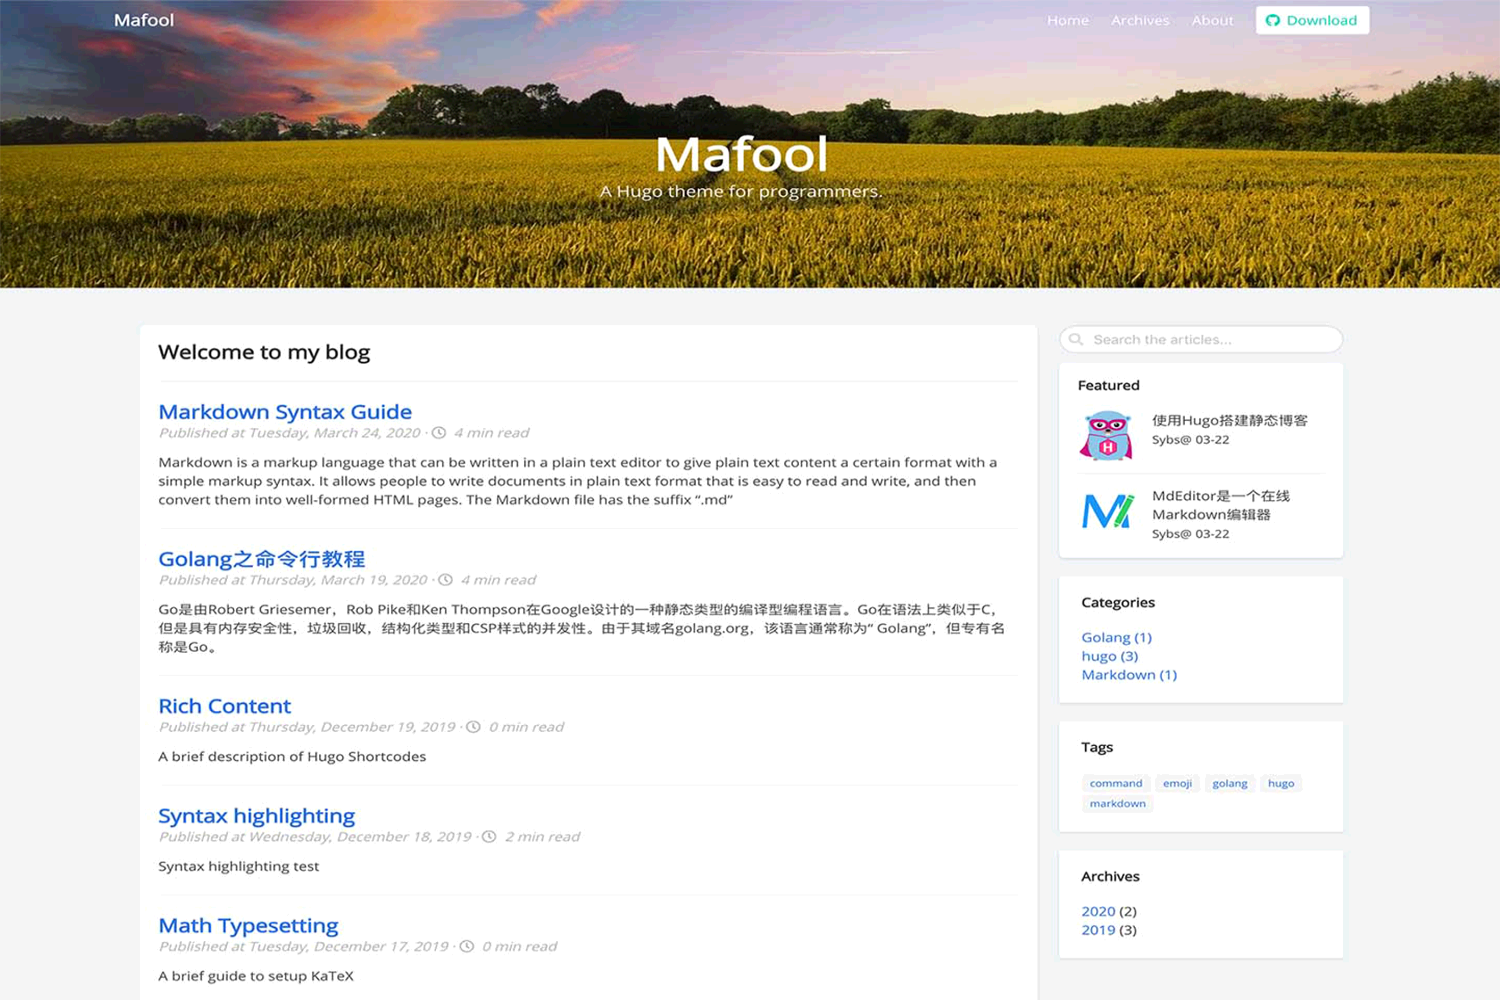 Mafool
Home Archives About Download
Mafool
A Hugo theme for programmers.
Welcome to my blog
Markdown Syntax Guide
Published at Tuesday, March 24, 2020 · 4 min read
Markdown is a markup language that can be written in a plain text editor to give plain text content a certain format with a
simple markup syntax. It allows people to write documents in plain text format that is easy to read and write, and then
convert them into well-formed HTML pages. The Markdown file has the suffix “.md”
Golang之命令行教程
Published at Thursday, March 19, 2020 · 4 min read
Go是由Robert Griesemer，Rob Pike和Ken Thompson在Google设计的一种静态类型的编译型编程语言。Go在语法上类似于C，
但是具有内存安全性，垃圾回收，结构化类型和CSP样式的并发性。由于其域名golang.org，该语言通常称为“ Golang”，但专有名
称是Go。
Rich Content
Published at Thursday, December 19, 2019 · 0 min read
A brief description of Hugo Shortcodes
Syntax highlighting
Published at Wednesday, December 18, 2019 · 2 min read
Syntax highlighting test
Math Typesetting
Published at Tuesday, December 17, 2019 · 0 min read
A brief guide to setup KaTeX
Search the articles...
Featured
H
使用Hugo搭建静态博客
Sybs@ 03-22
M
MdEditor是一个在线
Markdown编辑器
Sybs@ 03-22
Categories
Golang (1)
hugo (3)
Markdown (1)
Tags
command emoji golang hugo
markdown
Archives
2020 (2)
2019 (3)